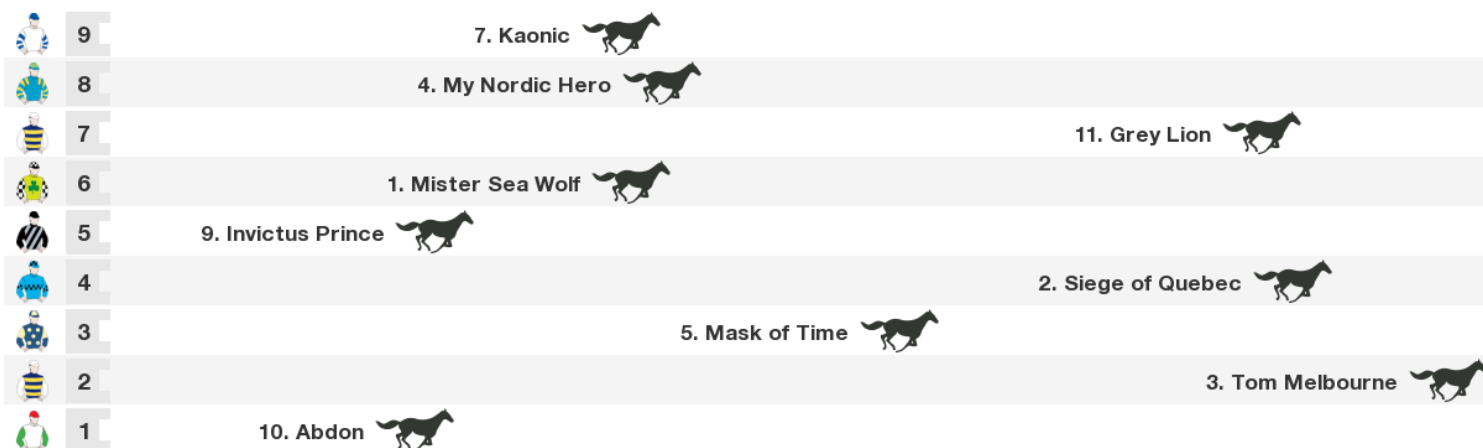 9 7. Kaonic
8 4. My Nordic Hero
7 11. Grey Lion
6 1. Mister Sea Wolf
5 9. Invictus Prince
4 2. Siege of Quebec
3 5. Mask of Time
2 3. Tom Melbourne
1 10. Abdon